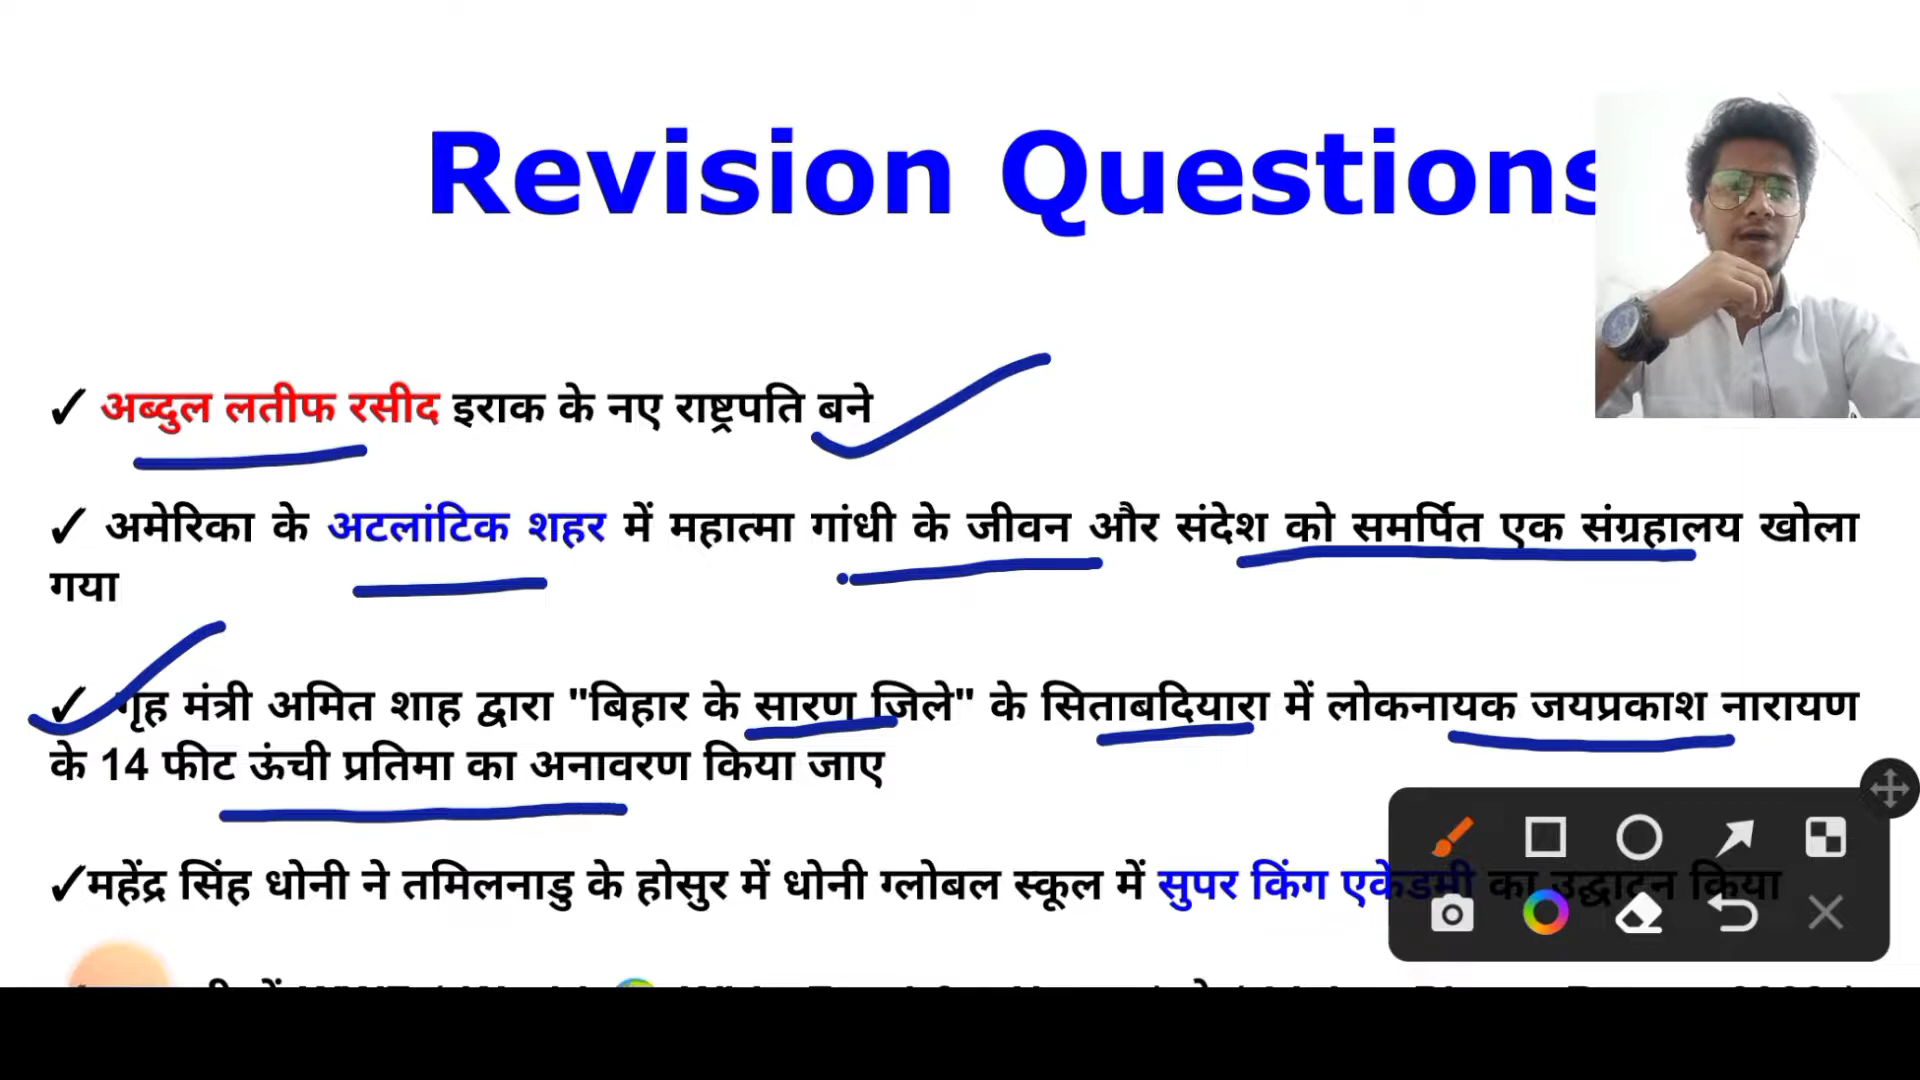 Revision Questions
✓ अब्दुल लतीफ रसीद इराक के नए राष्ट्रपति बने
✓ अमेरिका के अटलांटिक शहर में महात्मा गांधी के जीवन और संदेश को समर्पित एक संग्रहालय खोला
गया
✓ गृह मंत्री अमित शाह द्वारा "बिहार के सारण जिले" के सिताबदियारा में लोकनायक जयप्रकाश नारायण
के 14 फीट ऊंची प्रतिमा का अनावरण किया जाए
✓महेंद्र सिंह धोनी ने तमिलनाडु के होसुर में धोनी ग्लोबल स्कूल में सुपर किंग एकेडमी का उद्घाटन किया